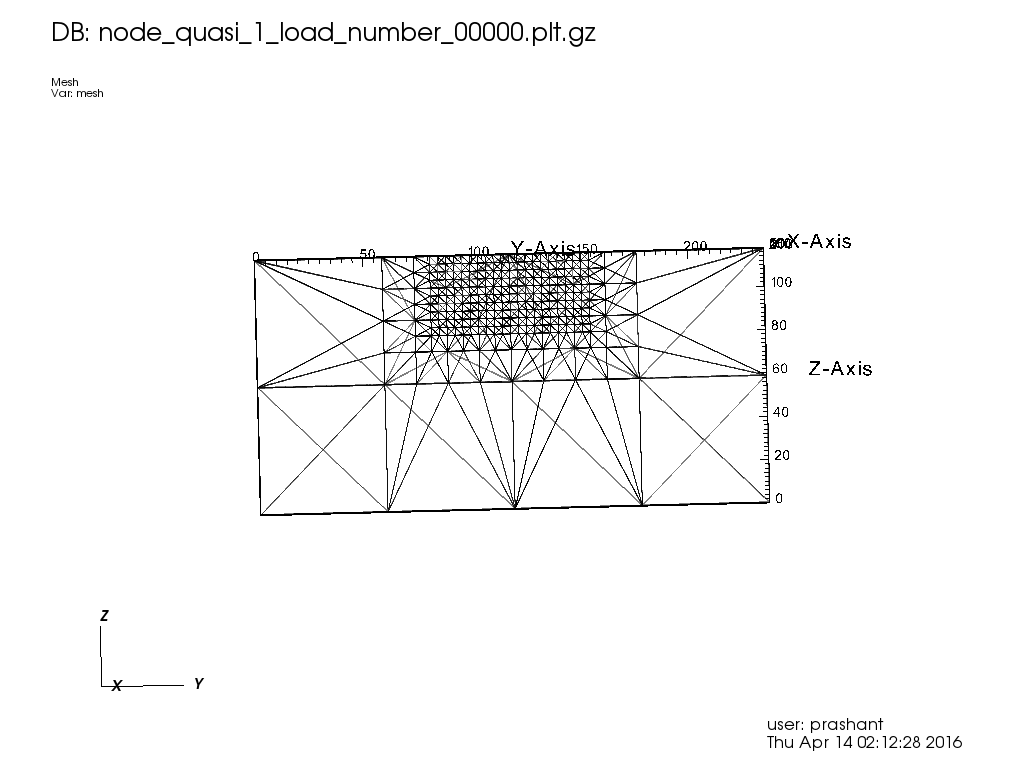 DB: node_quasi_1_load_number_00000.plt.gz
Mesh
Var: mesh
0 50 100 Y-Axis 150 200 X-Axis
100
80
60 Z-Axis
40
20
0
Z
X Y
user: prashant
Thu Apr 14 02:12:28 2016